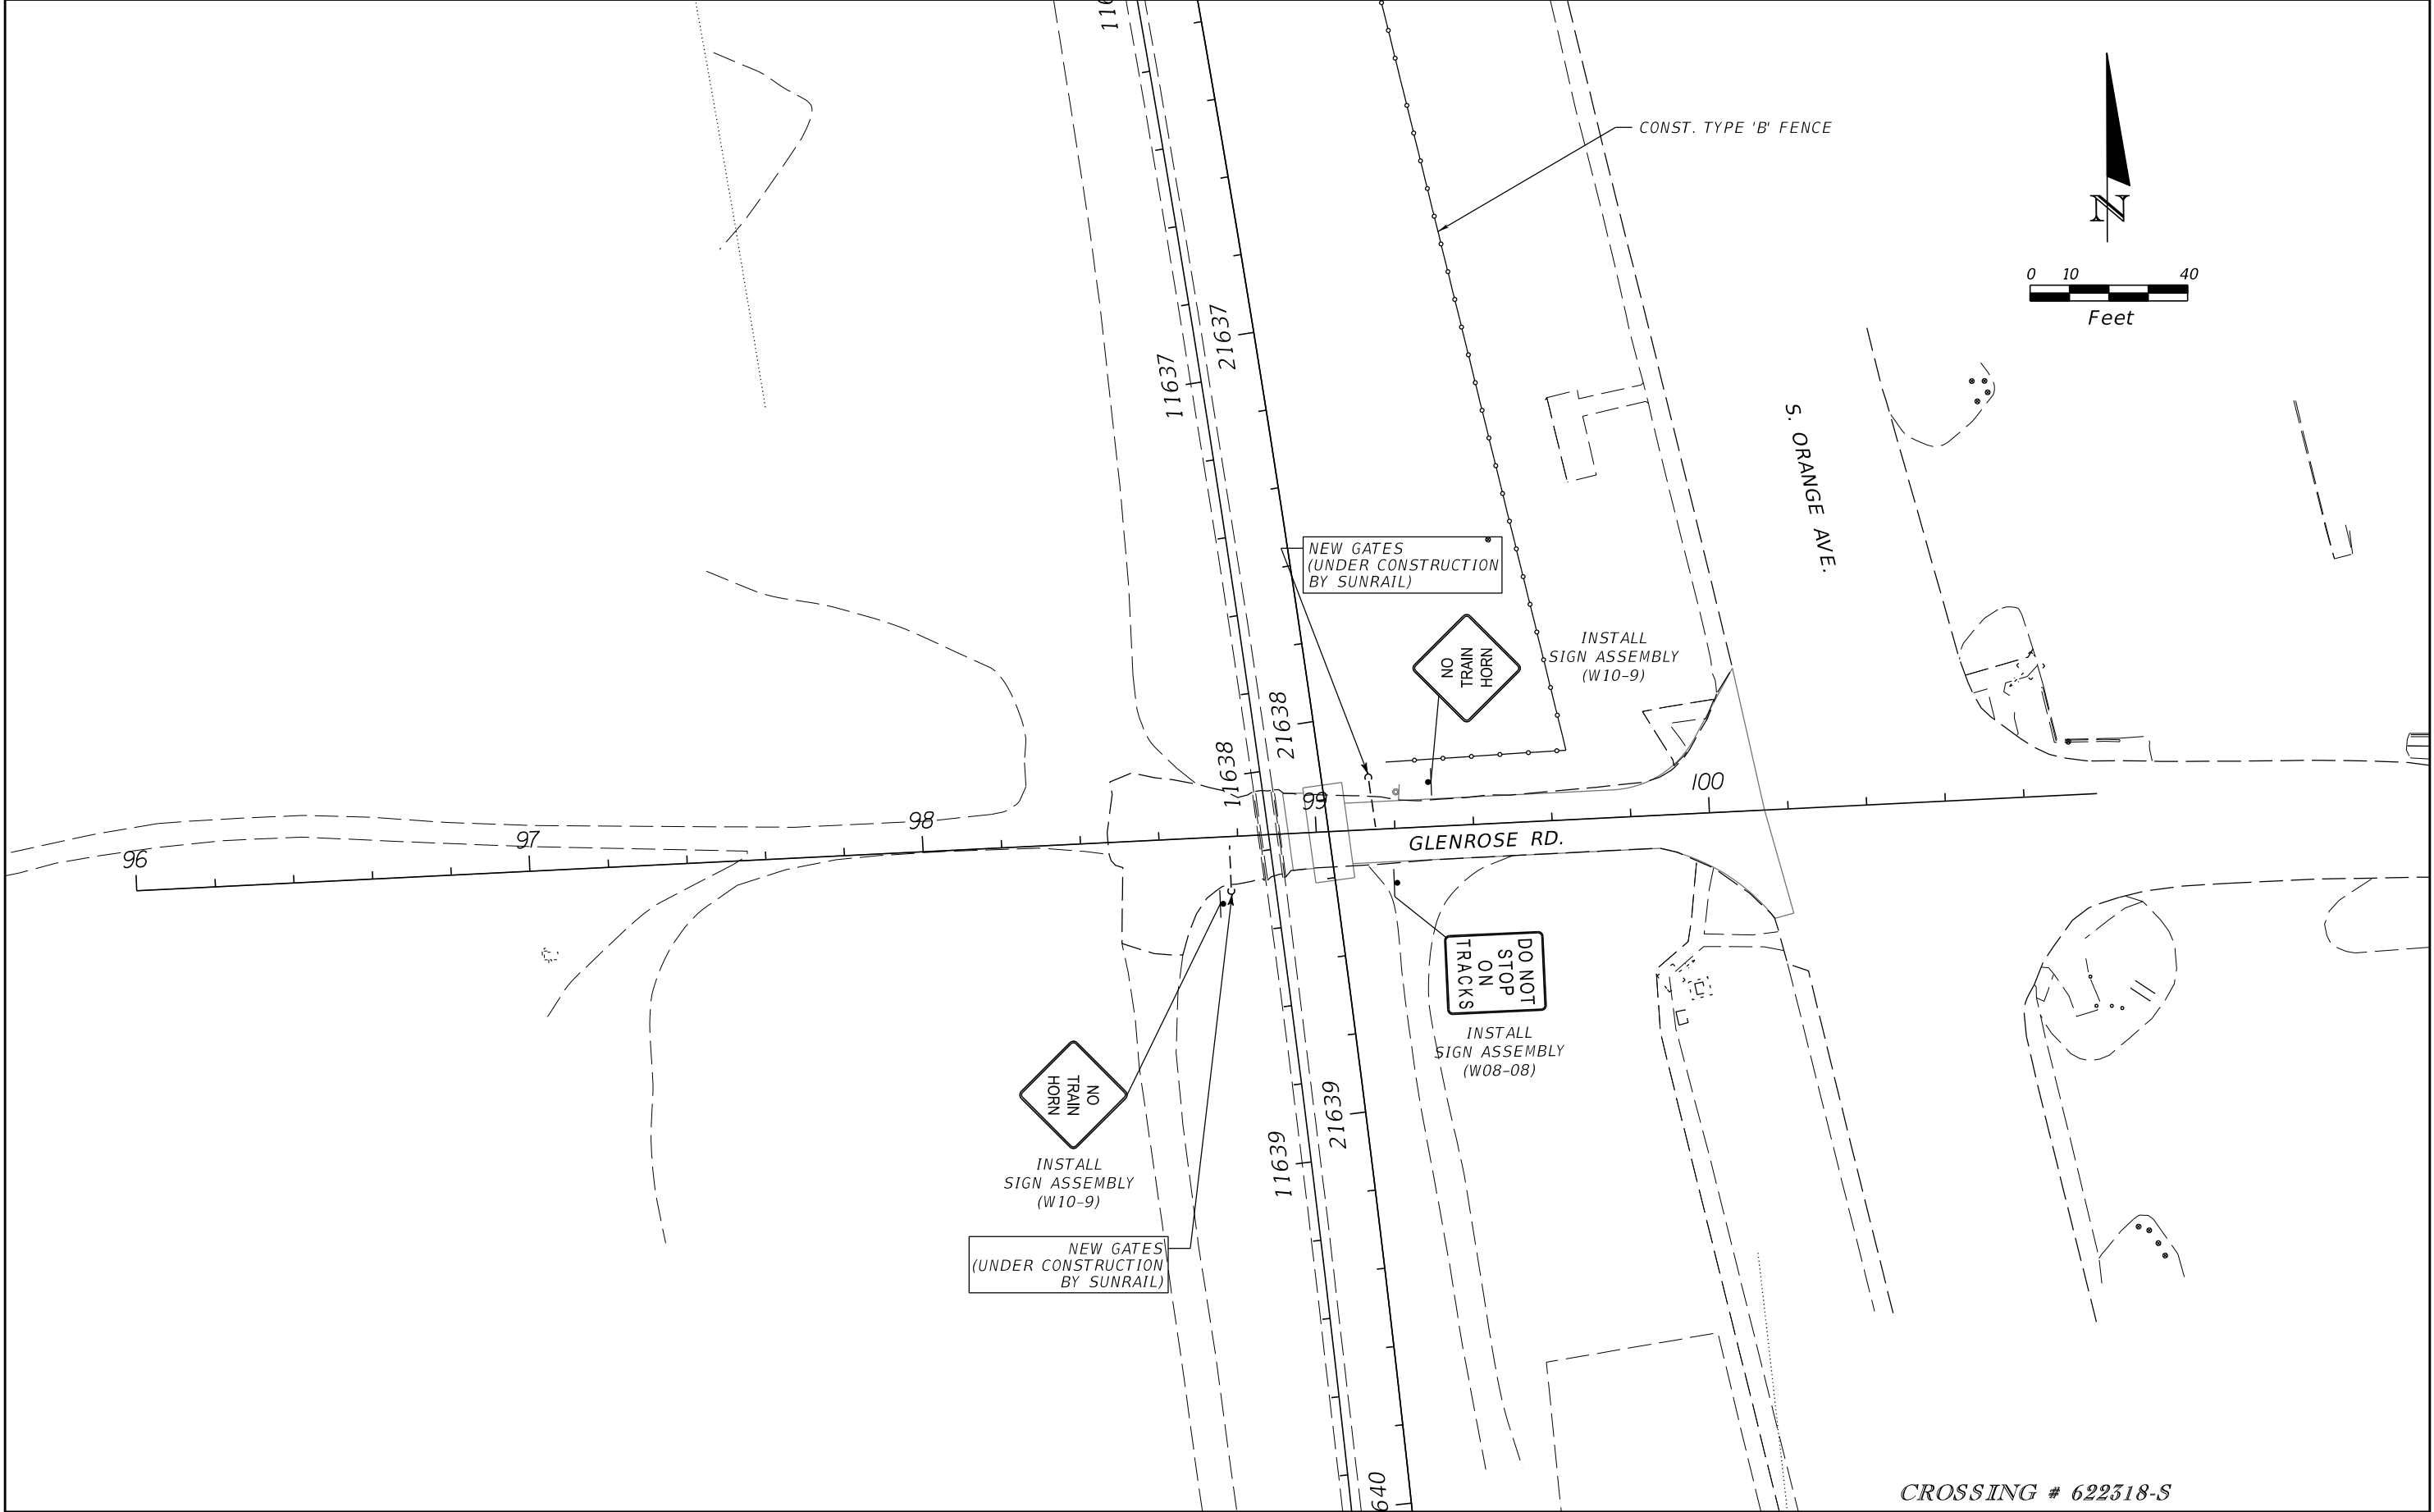 116
CONST. TYPE 'B' FENCE
N
0 10 40
Feet
21637
11637
S. ORANGE AVE.
NEW GATES
(UNDER CONSTRUCTION
BY SUNRAIL)
NO
TRAIN
HORN
INSTALL
SIGN ASSEMBLY
(W10-9)
21638
11638
96
97
98
99
100
GLENROSE RD.
DO NOT
STOP
ON
TRACKS
INSTALL
SIGN ASSEMBLY
(W08-08)
NO
TRAIN
HORN
INSTALL
SIGN ASSEMBLY
(W10-9)
21639
11639
NEW GATES
(UNDER CONSTRUCTION
BY SUNRAIL)
640
CROSSING # 622318-S